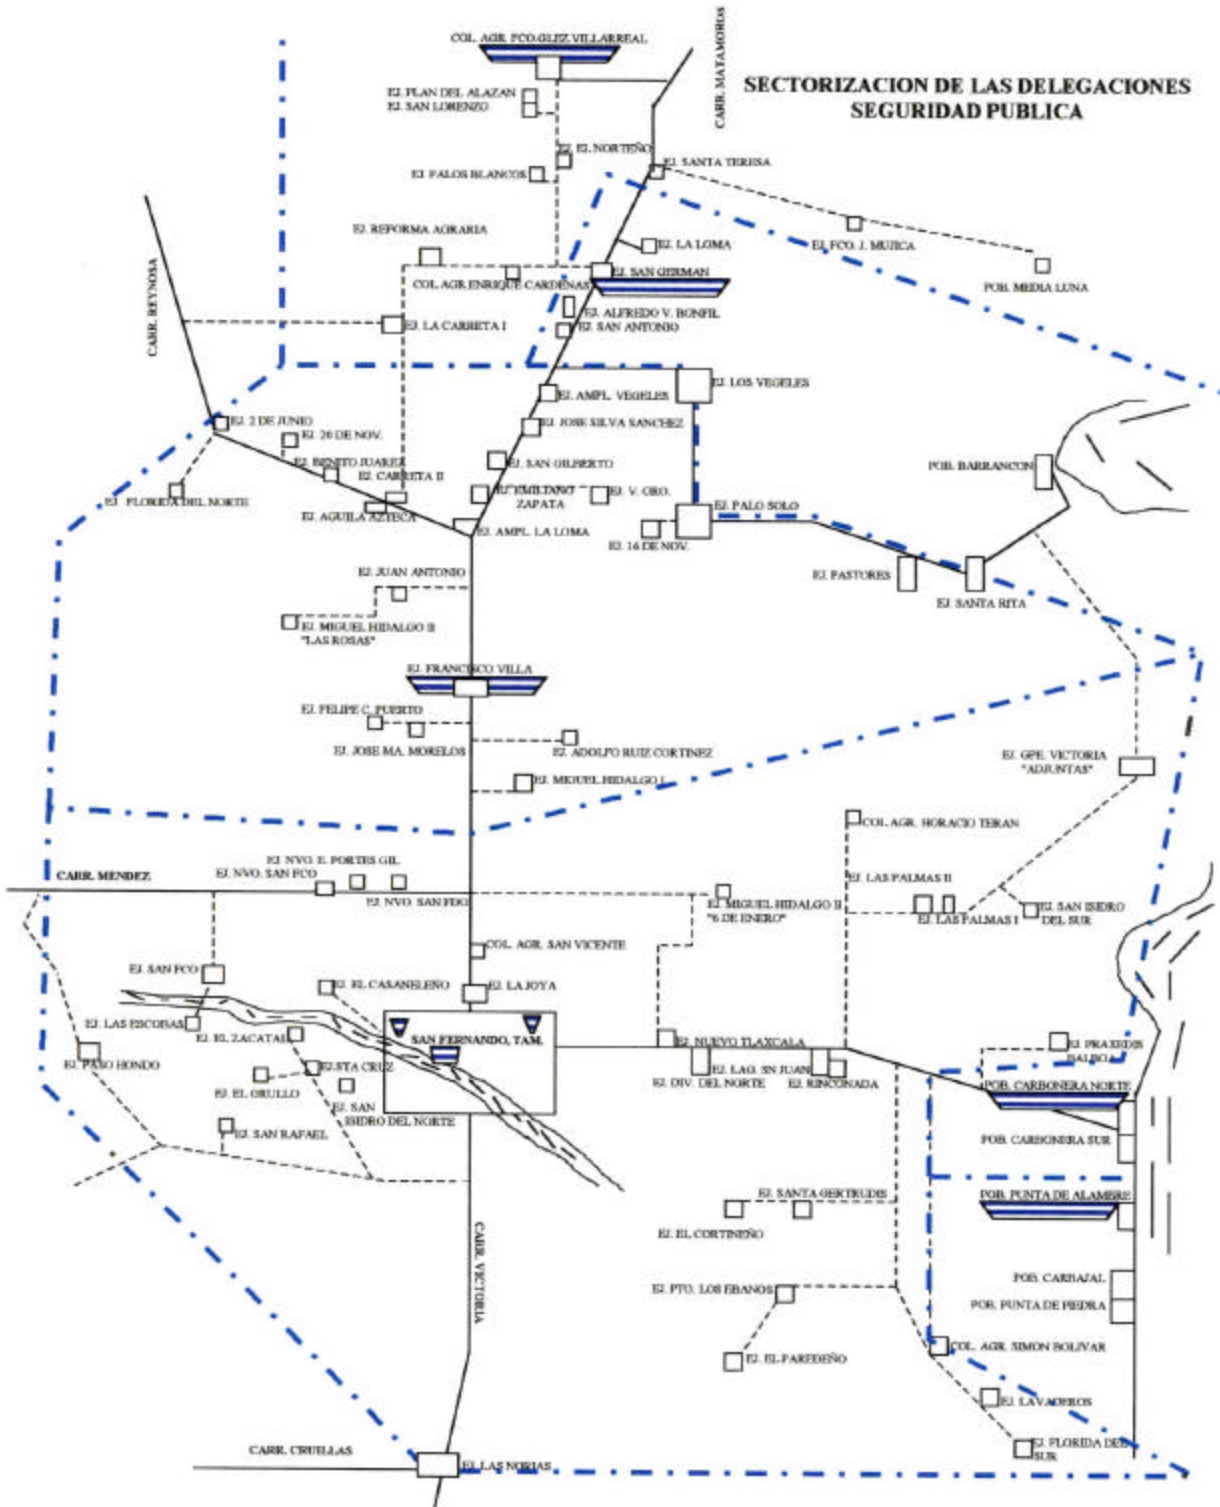 COL. AGR. FCO.GLEZ.VILLARREAL
CARR. MATAMOROS
SECTORIZACION DE LAS DELEGACIONES
SEGURIDAD PUBLICA
EJ. PLAN DEL ALAZAN
EJ. SAN LORENZO
EJ. EL NORTEÑO
EJ. PALOS BLANCOS
EJ. SANTA TERESA
EJ. REFORMA AGRARIA
EJ. LA LOMA
EJ. FCO. J. MUJICA
COL. AGR. ENRIQUE CARDENAS
EJ. SAN GERMAN
POB. MEDIA LUNA
CARR. REYNOSA
EJ. ALFREDO V. BONFIL
EJ. LA CARRETA I
EJ. SAN ANTONIO
EJ. AMPL. VEGELES
EJ. LOS VEGELES
EJ. 2 DE JUNIO
EJ. JOSE SILVA SANCHEZ
EJ. 20 DE NOV.
EJ. BENITO JUAREZ
EJ. SAN GILBERTO
POB. BARRANCON
EJ. CARRETA II
EJ. FLORIDA DEL NORTE
EJ. EMILIANO
ZAPATA
EJ. V. GRO.
EJ. AGUILA AZTECA
EJ. PALO SOLO
EJ. AMPL. LA LOMA
EJ. 16 DE NOV.
EJ. JUAN ANTONIO
EJ. PASTORES
EJ. SANTA RITA
EJ. MIGUEL HIDALGO II
"LAS ROSAS"
EJ. FRANCISCO VILLA
EJ. FELIPE C. PUERTO
EJ. JOSE MA. MORELOS
EJ. ADOLFO RUIZ CORTINEZ
EJ. GPE. VICTORIA
"ADJUNTAS"
EJ. MIGUEL HIDALGO I
COL. AGR. HORACIO TERAN
EJ. NVO. E. PORTES GIL
CARR. MENDEZ
EJ. NVO. SAN FCO
EJ. LAS PALMAS II
EJ. NVO. SAN FDO
EJ. MIGUEL HIDALGO II
"6 DE ENERO"
EJ. LAS PALMAS I
EJ. SAN ISIDRO
DEL SUR
COL. AGR. SAN VICENTE
EJ. SAN FCO
EJ. EL CASANELEÑO
EJ. LA JOYA
EJ. LAS ESCOBAS
EJ. EL ZACATAL
SAN FERNANDO, TAM.
EJ. NUEVO TLAXCALA
EJ. PRAXEDIS
BALBOA
EJ. PASO HONDO
EJ. STA CRUZ
EJ. LAG. SN JUAN
EJ. DIV. DEL NORTE
EJ. RINCONADA
POB. CARBONERA NORTE
EJ. EL GRULLO
EJ. SAN
ISIDRO DEL NORTE
EJ. SAN RAFAEL
POB. CARBONERA SUR
EJ. SANTA GERTRUDIS
POB. PUNTA DE ALAMBRE
EJ. EL CORTINEÑO
CARR. VICTORIA
POB. CARBAJAL
EJ. PTO. LOS EBANOS
POB. PUNTA DE PIEDRA
EJ. EL PAREDEÑO
COL. AGR. SIMON BOLIVAR
EJ. LAVADEROS
CARR. CRUILLAS
EJ. FLORIDA DEL
SUR
EJ. LAS NORIAS